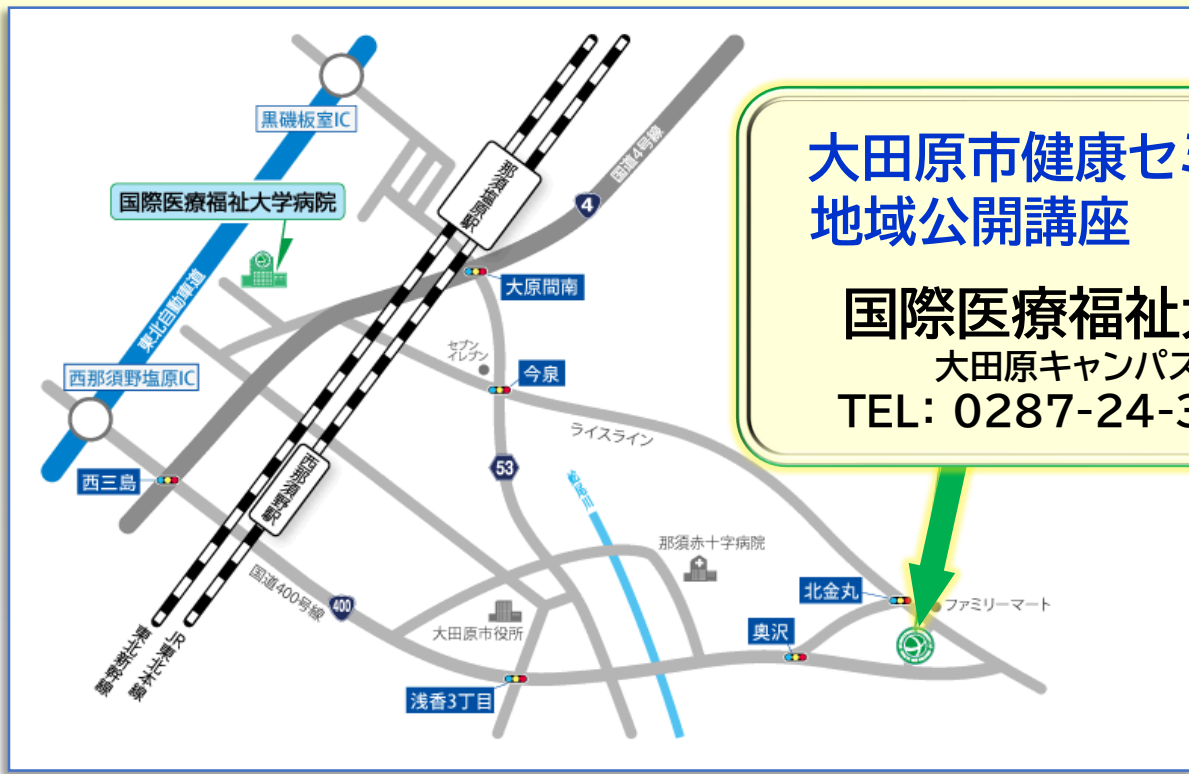 黒磯板室IC
国際医療福祉大学病院
東北自動車道
西那須野塩原IC
西三島
那須塩原駅
国道4号線
4
大原間南
セブン
イレブン
今泉
ライスライン
53
西那須野駅
蛇尾川
那須赤十字病院
国道400号線
400
大田原市役所
浅香3丁目
奥沢
北金丸
ファミリーマート
JR東北本線
東北新幹線
大田原市健康セミ
地域公開講座
国際医療福祉大
大田原キャンパス
TEL: 0287-24-3